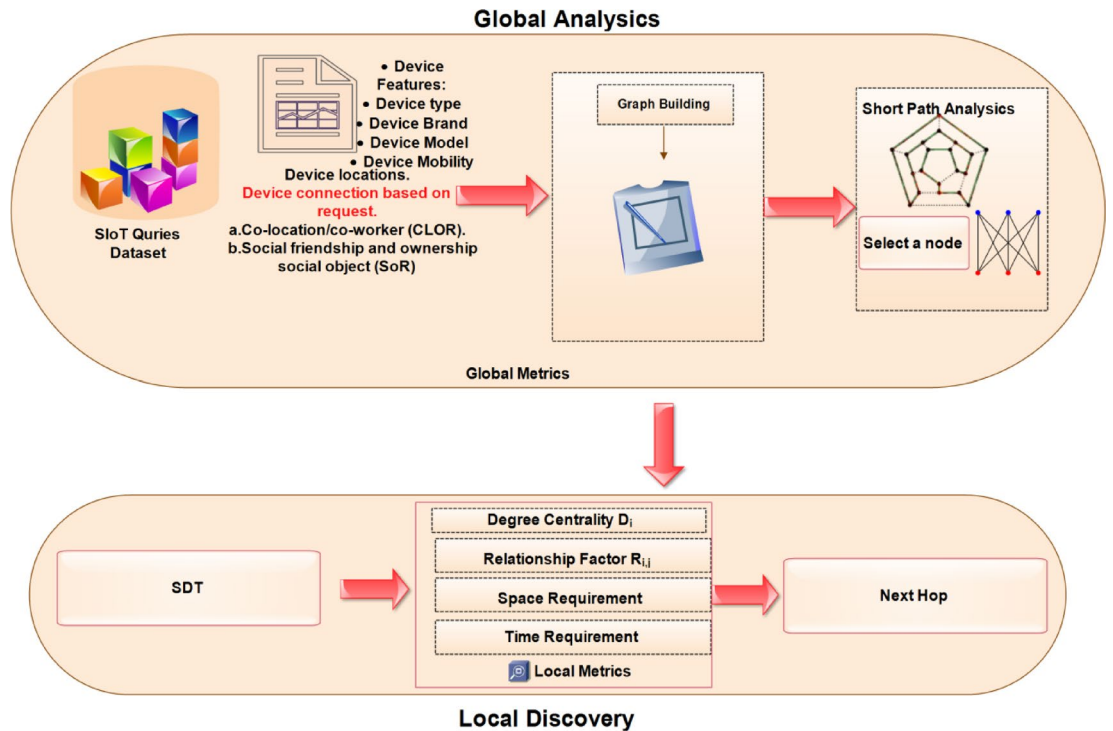 Global Analysics
• Device
Features:
• Device type
• Device Brand
• Device Model
• Device Mobility
Device locations.
Device connection based on
request.
a.Co-location/co-worker (CLOR).
b.Social friendship and ownership
social object (SoR)
SIoT Quries
Dataset
Graph Building
Short Path Analysics
Select a node
Global Metrics
SDT
Degree Centrality Di
Relationship Factor Ri,j
Space Requirement
Time Requirement
Local Metrics
Next Hop
Local Discovery